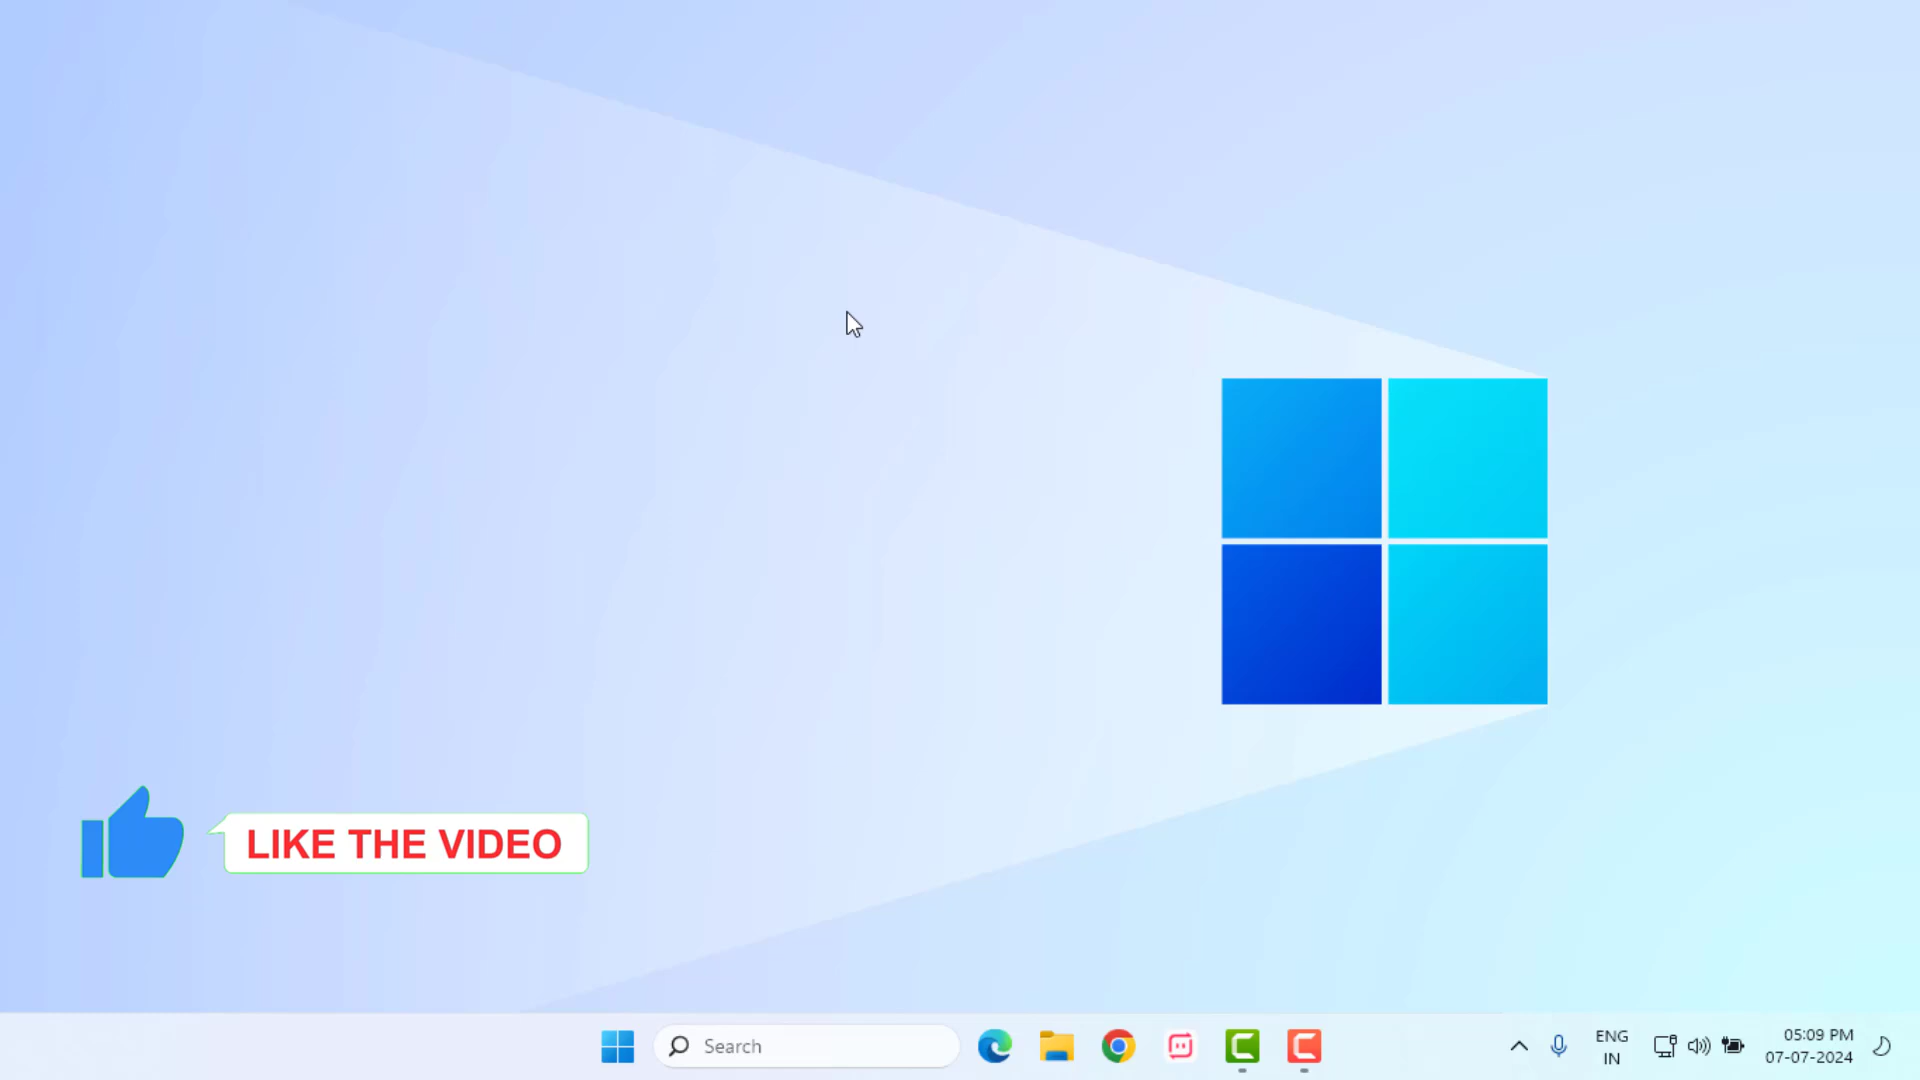 LIKE THE VIDEO
Search
ENG
IN
05:09 PM
07-07-2024